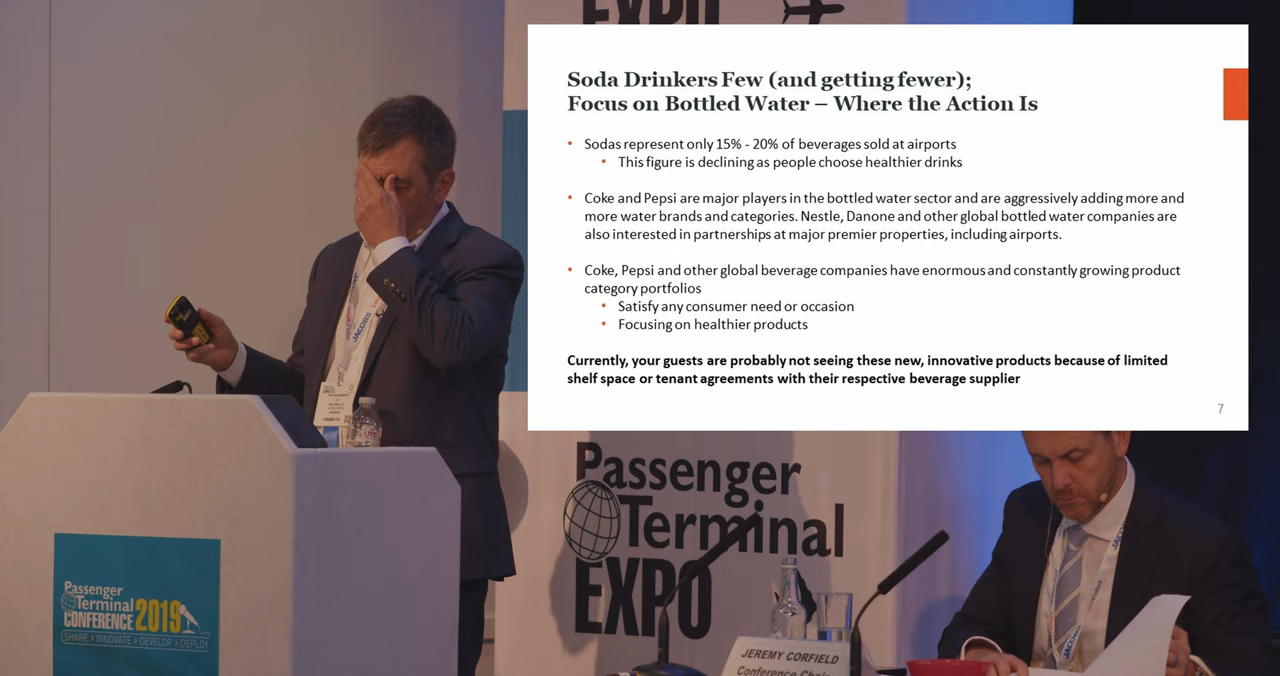 EXPO
Soda Drinkers Few (and getting fewer);
Focus on Bottled Water – Where the Action Is
• Sodas represent only 15% - 20% of beverages sold at airports
• This figure is declining as people choose healthier drinks
• Coke and Pepsi are major players in the bottled water sector and are aggressively adding more and
more water brands and categories. Nestle, Danone and other global bottled water companies are
also interested in partnerships at major premier properties, including airports.
• Coke, Pepsi and other global beverage companies have enormous and constantly growing product
category portfolios
• Satisfy any consumer need or occasion
• Focusing on healthier products
Currently, your guests are probably not seeing these new, innovative products because of limited
shelf space or tenant agreements with their respective beverage supplier
7
JACOBS
Passenger
Terminal
EXPO
Passenger
Terminal
CONFERENCE 2019
SHARE > INNOVATE > DEVELOP > DEPLOY
JEREMY CORFIELD
Conference Chair
JACOBS